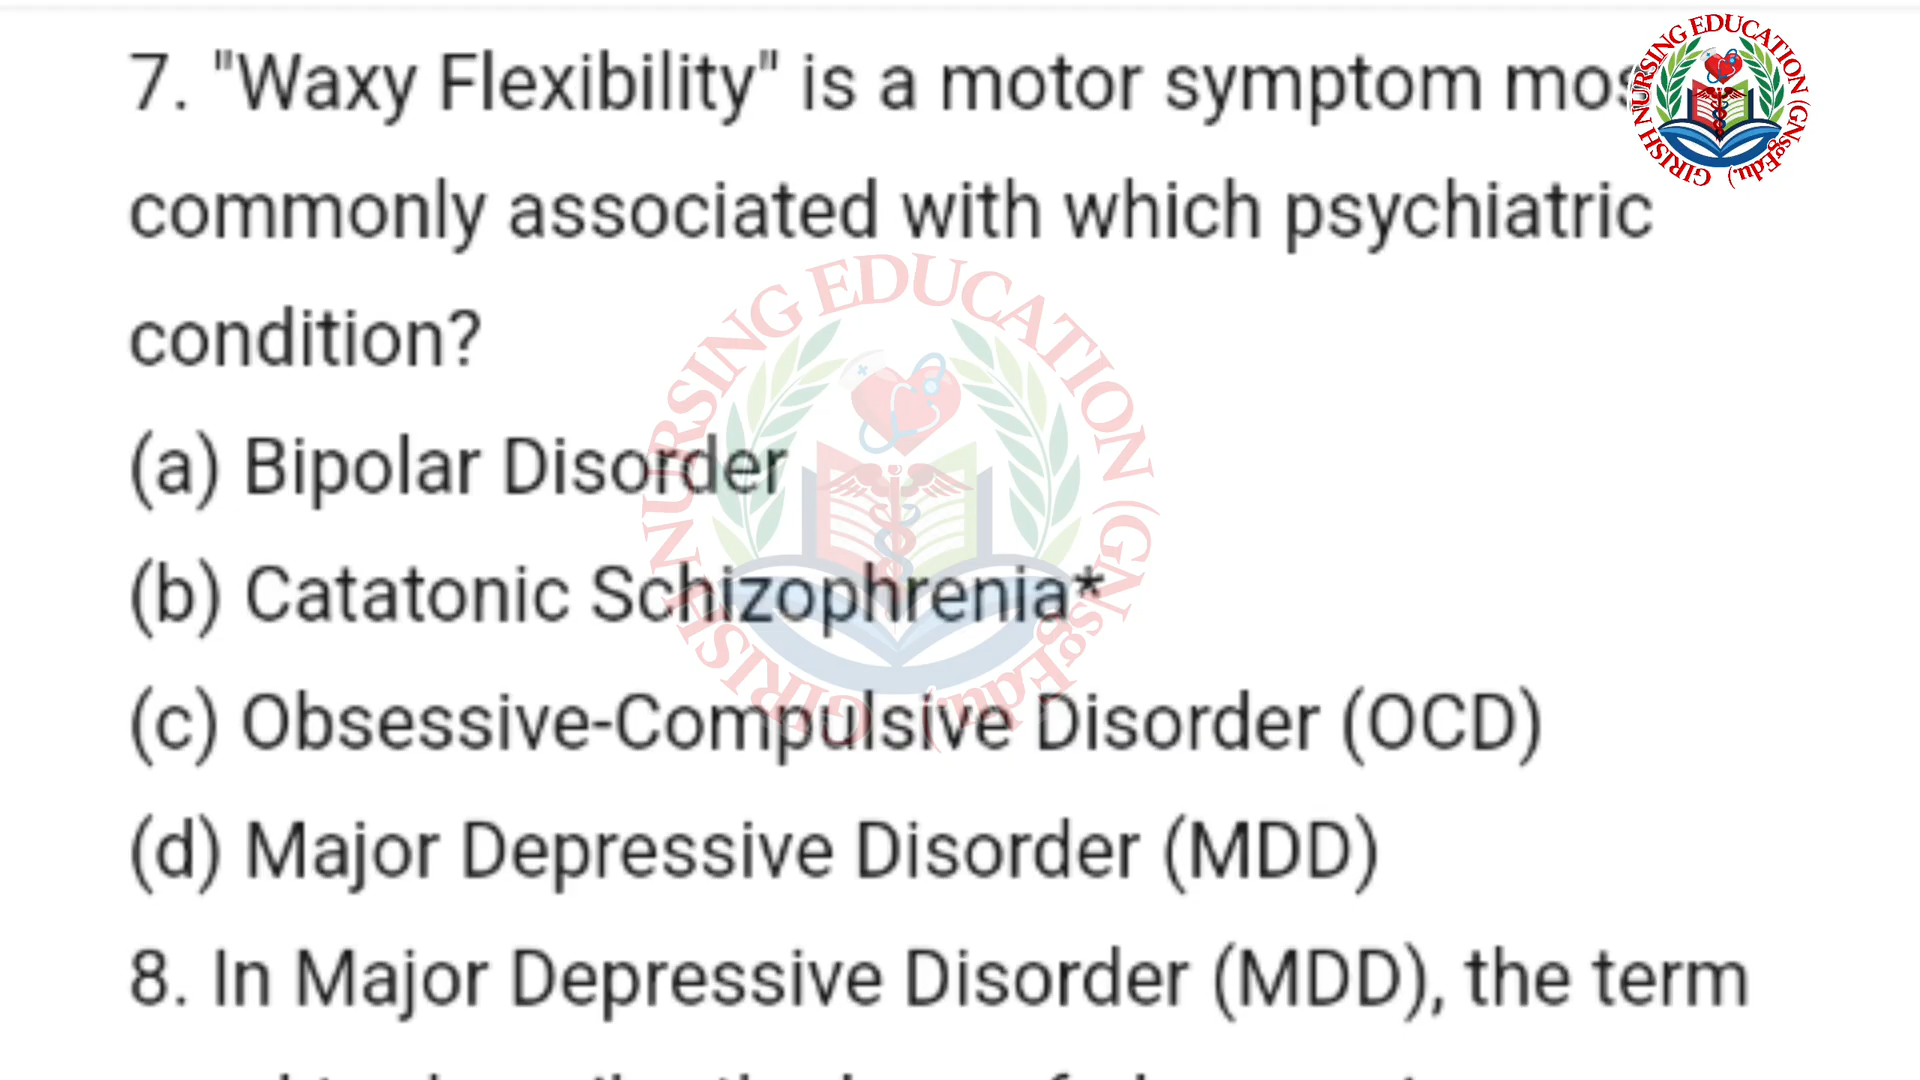 7. "Waxy Flexibility" is a motor symptom
commonly associated with which psychiatric
condition?
(a) Bipolar Disorder
(b) Catatonic Schizophrenia*
(c) Obsessive-Compulsive Disorder (OCD)
(d) Major Depressive Disorder (MDD)
8. In Major Depressive Disorder (MDD), the term
GIRISH NURSING EDUCATION (GNsgEdu.)
GIRISH NURSING EDUCATION (GNsgEdu.)